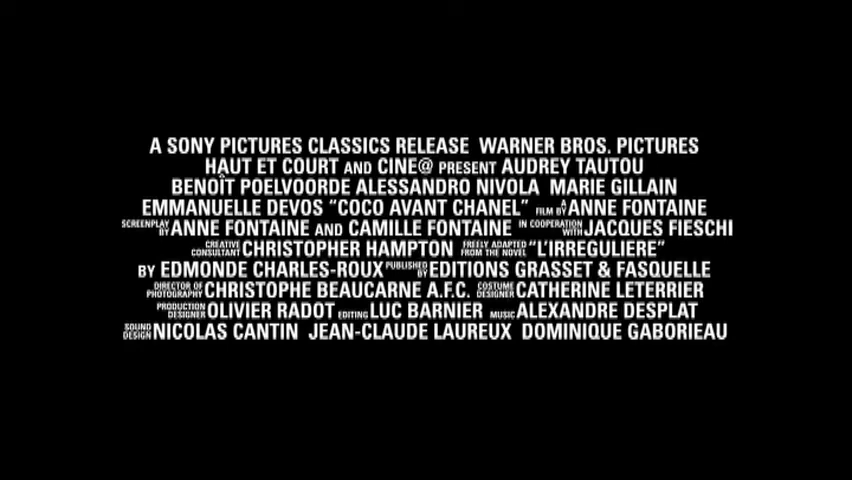 A SONY PICTURES CLASSICS RELEASE WARNER BROS. PICTURES
HAUT ET COURT AND CINE@ PRESENT AUDREY TAUTOU
BENOÎT POELVOORDE ALESSANDRO NIVOLA MARIE GILLAIN
EMMANUELLE DEVOS "COCO AVANT CHANEL" A FILM BY ANNE FONTAINE
SCREENPLAY BY ANNE FONTAINE AND CAMILLE FONTAINE IN COOPERATION WITH JACQUES FIESCHI
CREATIVE CONSULTANT CHRISTOPHER HAMPTON FREELY ADAPTED FROM THE NOVEL "L'IRREGULIERE"
BY EDMONDE CHARLES-ROUX PUBLISHED BY EDITIONS GRASSET & FASQUELLE
DIRECTOR OF PHOTOGRAPHY CHRISTOPHE BEAUCARNE A.F.C. COSTUME DESIGNER CATHERINE LETERRIER
PRODUCTION DESIGNER OLIVIER RADOT EDITING LUC BARNIER MUSIC ALEXANDRE DESPLAT
SOUND DESIGN NICOLAS CANTIN JEAN-CLAUDE LAUREUX DOMINIQUE GABORIEAU